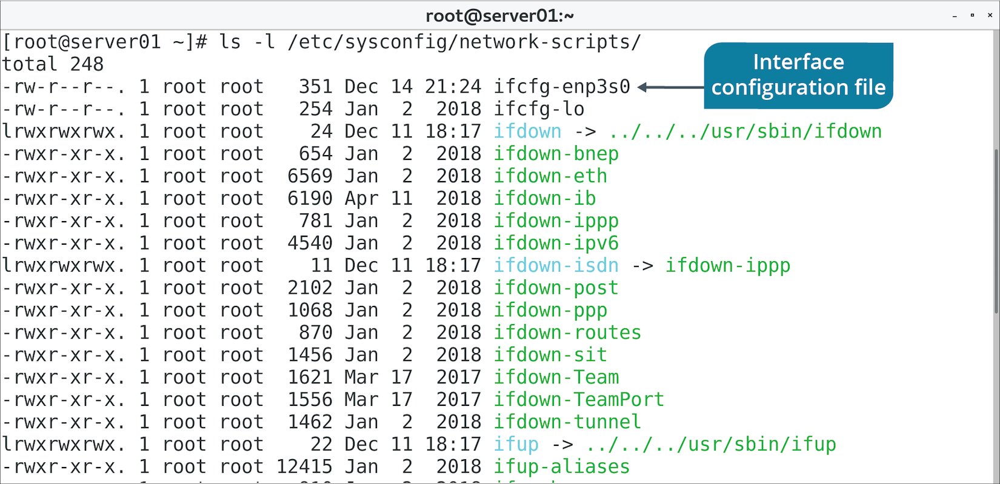 root@server01:~
[root@server01 ~]# ls -l /etc/sysconfig/network-scripts/
total 248
-rw-r--r--. 1 root root   351 Dec 14 21:24 ifcfg-enp3s0
Interface
configuration file
-rw-r--r--. 1 root root   254 Jan  2  2018 ifcfg-lo
lrwxrwxrwx. 1 root root    24 Dec 11 18:17 ifdown -> ../../../usr/sbin/ifdown
-rwxr-xr-x. 1 root root   654 Jan  2  2018 ifdown-bnep
-rwxr-xr-x. 1 root root  6569 Jan  2  2018 ifdown-eth
-rwxr-xr-x. 1 root root  6190 Apr 11  2018 ifdown-ib
-rwxr-xr-x. 1 root root   781 Jan  2  2018 ifdown-ippp
-rwxr-xr-x. 1 root root  4540 Jan  2  2018 ifdown-ipv6
lrwxrwxrwx. 1 root root    11 Dec 11 18:17 ifdown-isdn -> ifdown-ippp
-rwxr-xr-x. 1 root root  2102 Jan  2  2018 ifdown-post
-rwxr-xr-x. 1 root root  1068 Jan  2  2018 ifdown-ppp
-rwxr-xr-x. 1 root root   870 Jan  2  2018 ifdown-routes
-rwxr-xr-x. 1 root root  1456 Jan  2  2018 ifdown-sit
-rwxr-xr-x. 1 root root  1621 Mar 17  2017 ifdown-Team
-rwxr-xr-x. 1 root root  1556 Mar 17  2017 ifdown-TeamPort
-rwxr-xr-x. 1 root root  1462 Jan  2  2018 ifdown-tunnel
lrwxrwxrwx. 1 root root    22 Dec 11 18:17 ifup -> ../../../usr/sbin/ifup
-rwxr-xr-x. 1 root root 12415 Jan  2  2018 ifup-aliases